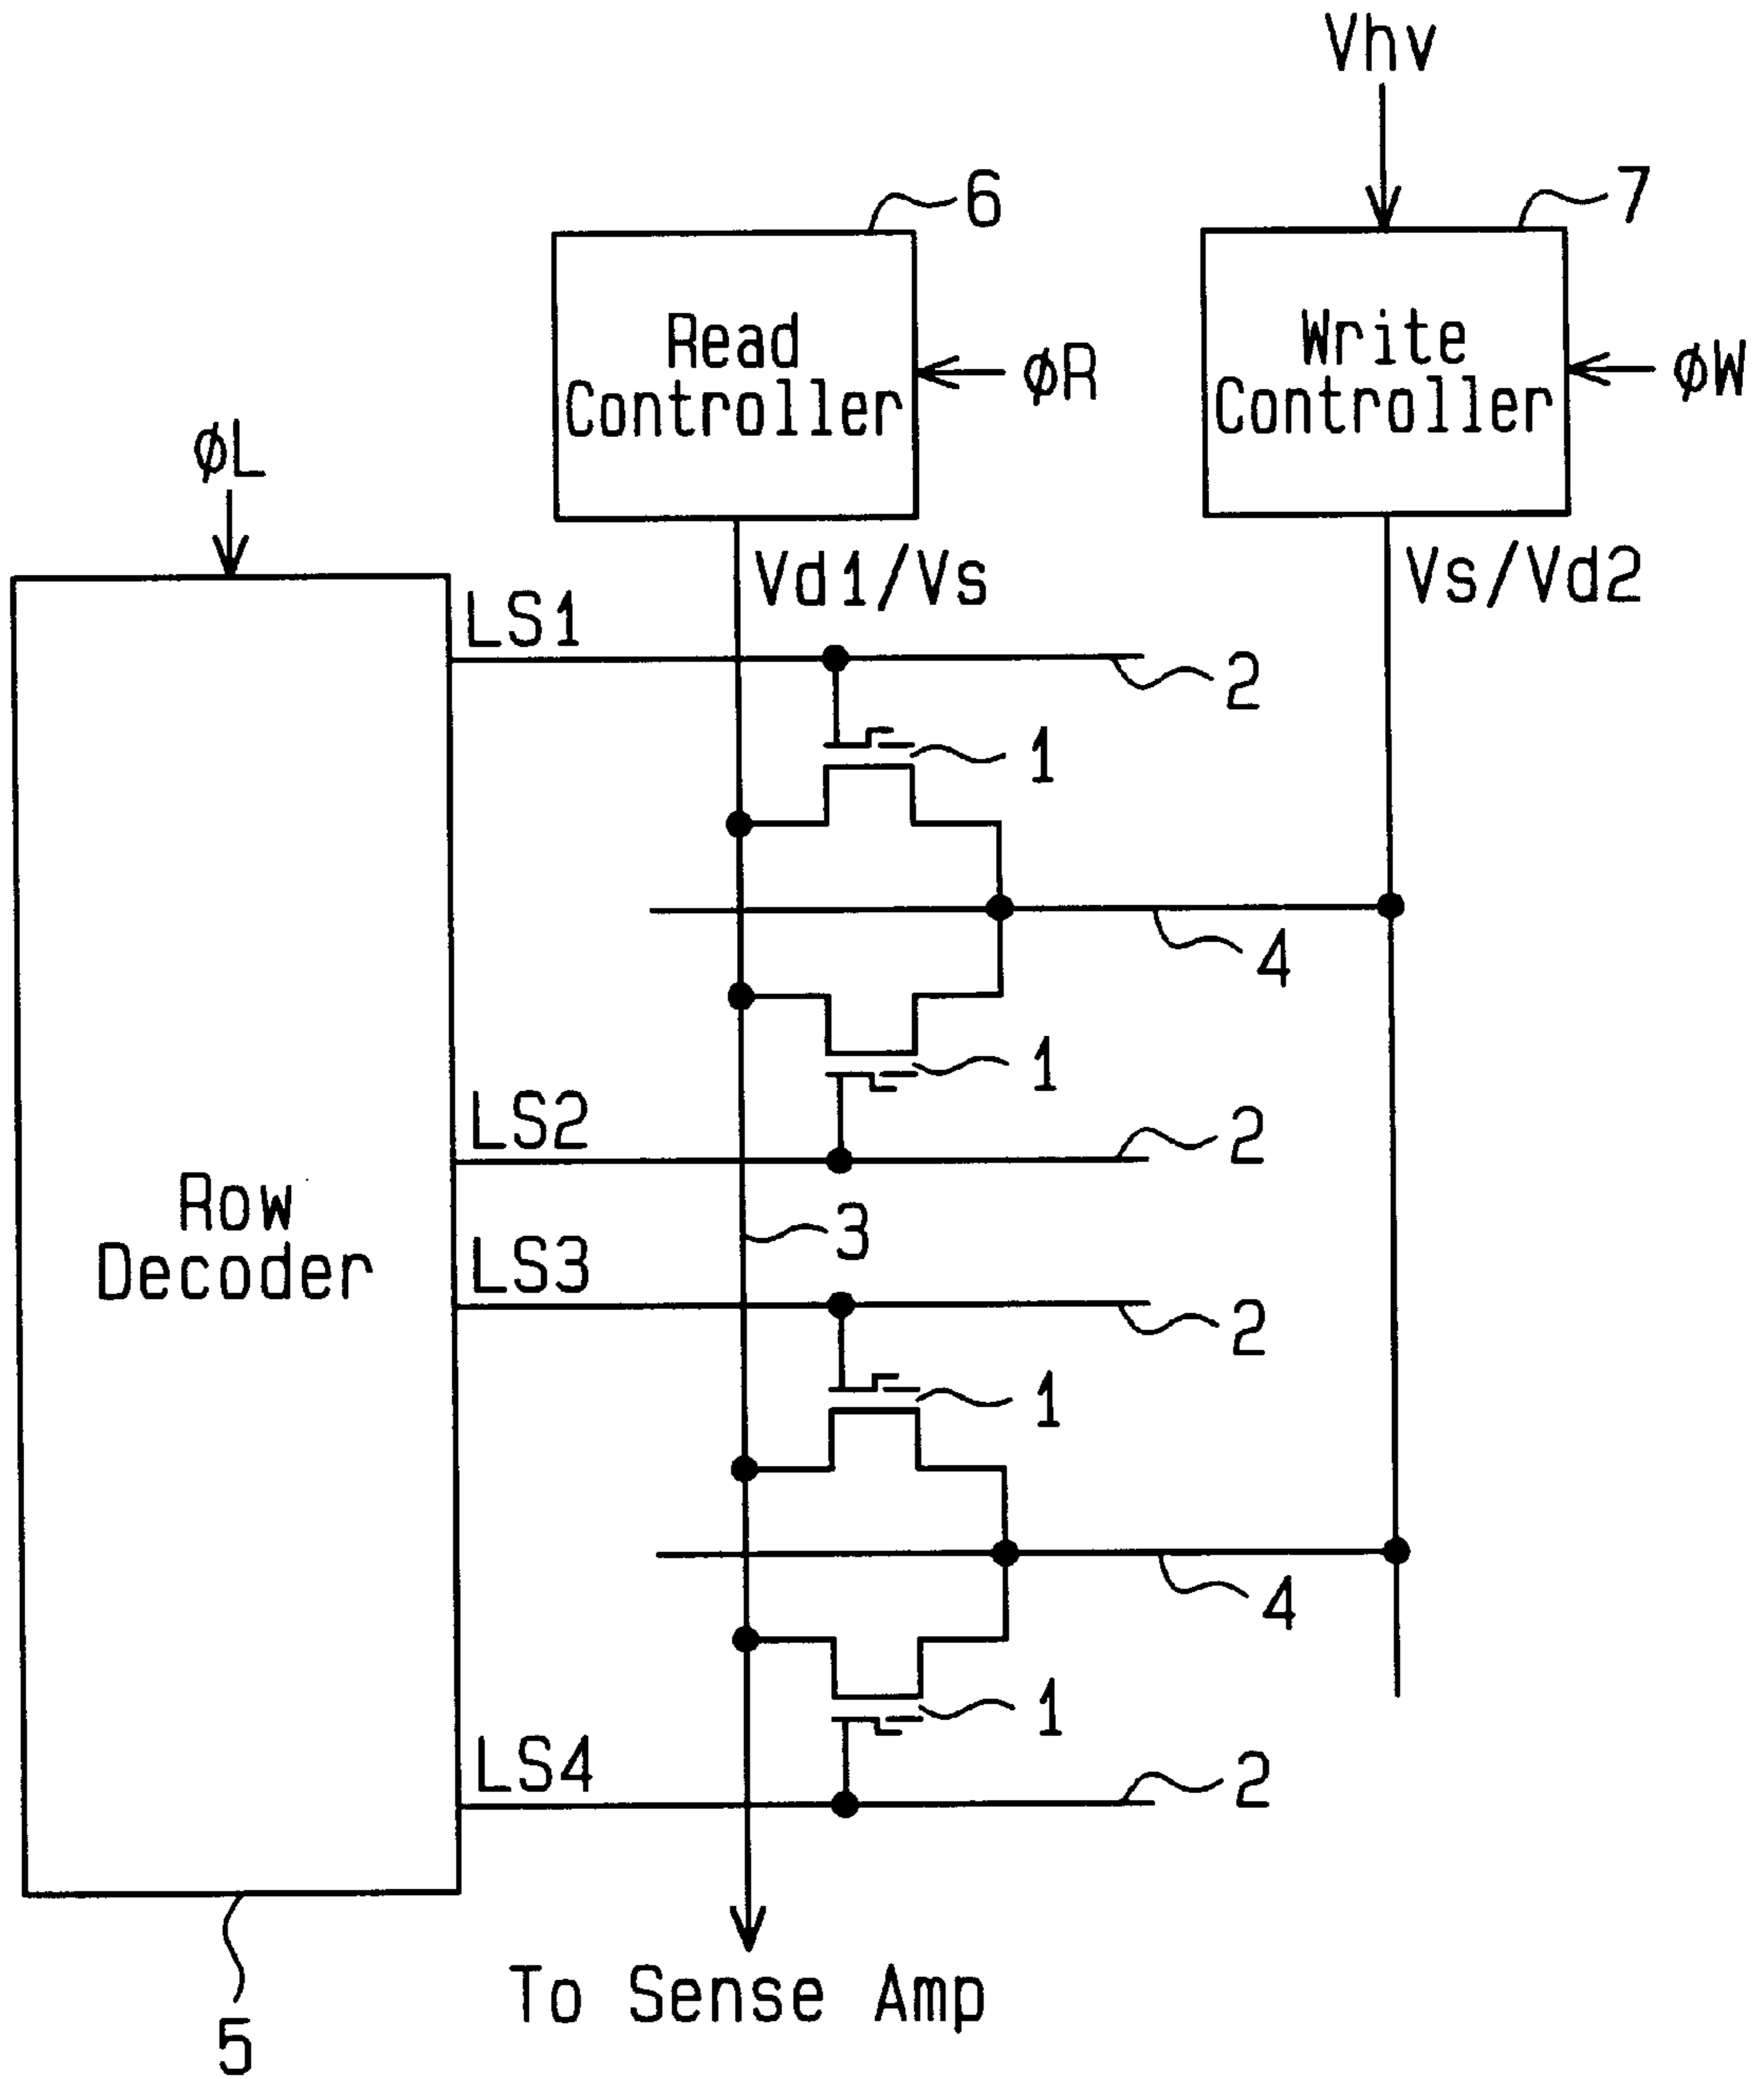 Vhv
6
7
Read
Controller
ϕR
Write
Controller
ϕW
ϕL
Vd1/Vs
Vs/Vd2
LS1
2
1
4
1
LS2
2
Row
Decoder
3
LS3
2
1
4
1
LS4
2
To Sense Amp
5